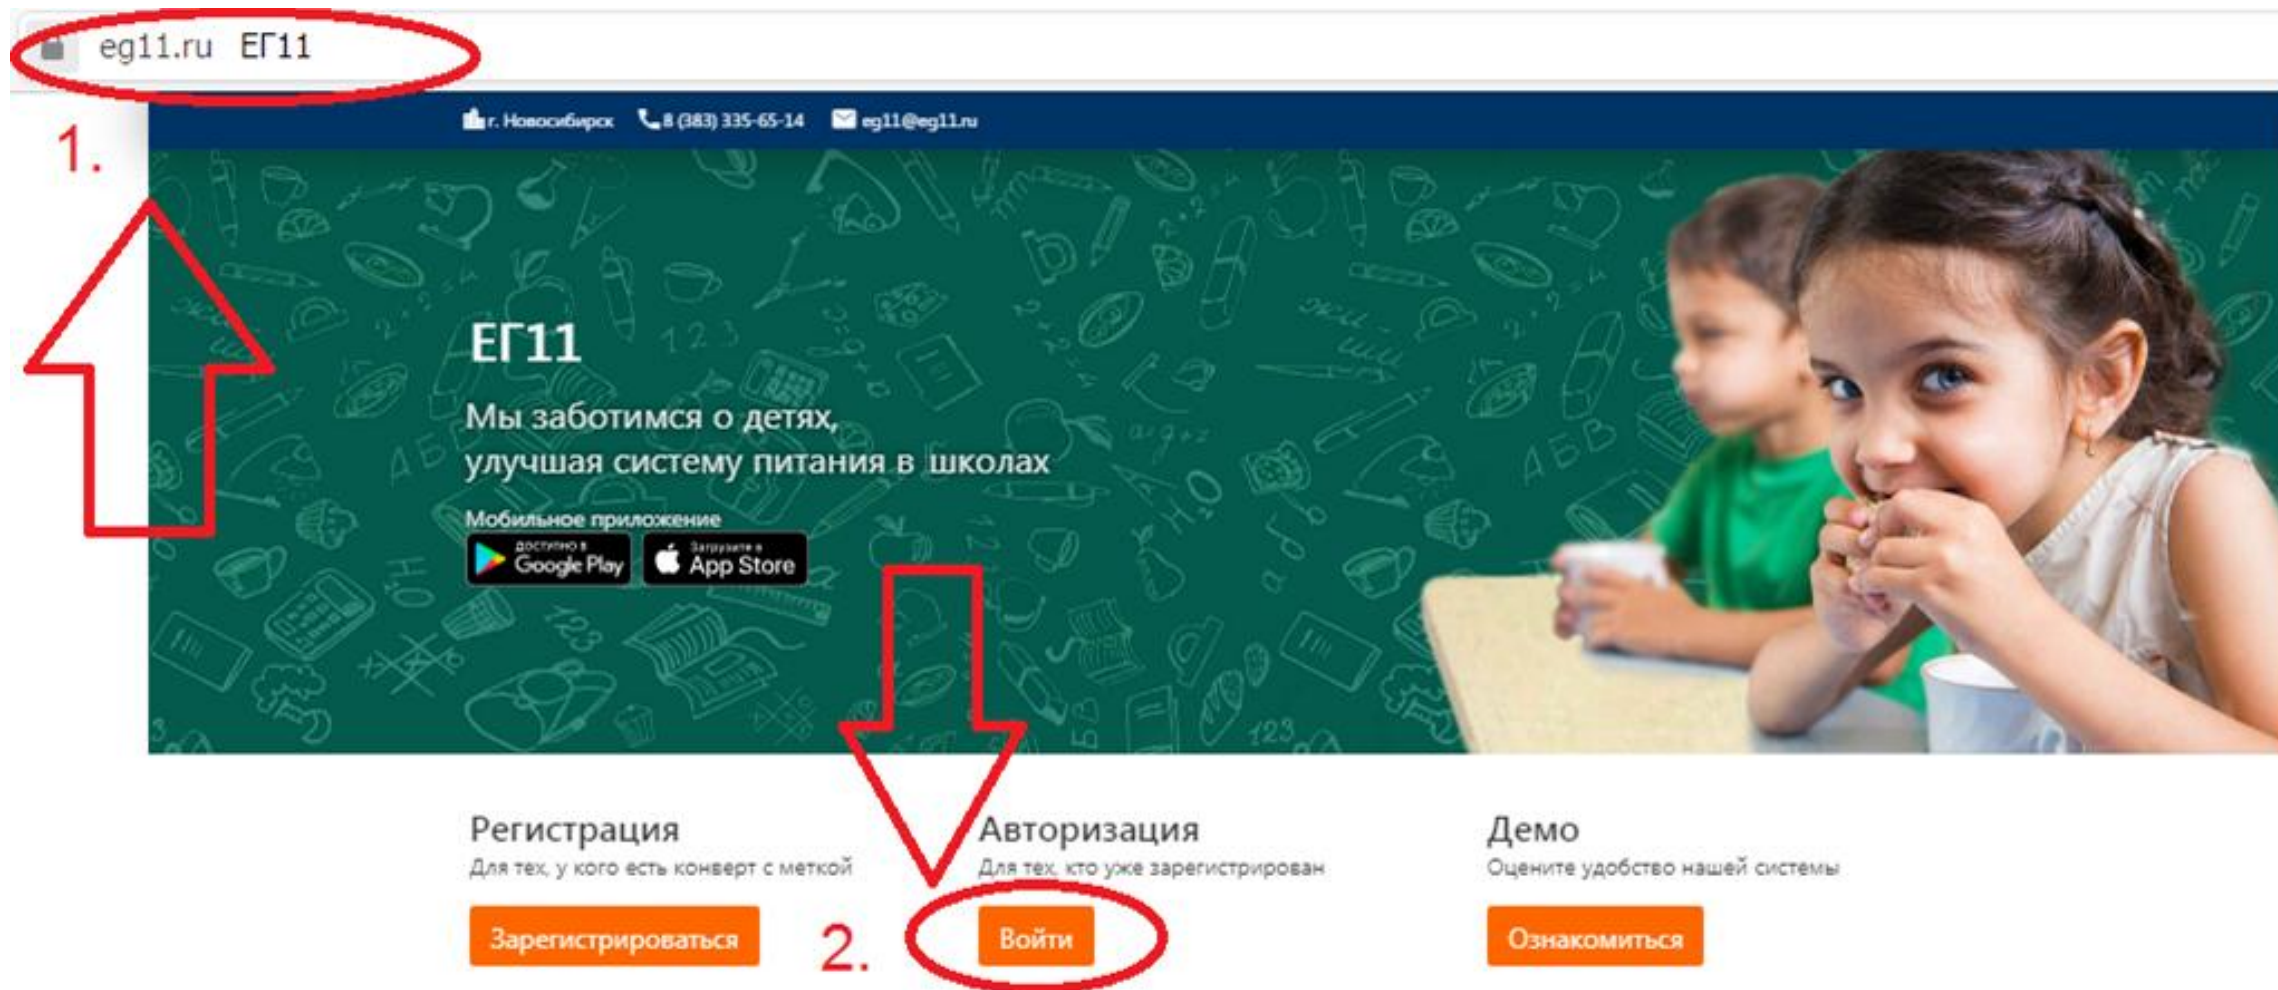 eg11.ru ЕГ11
1.
г. Новосибирск 8 (383) 335-65-14 eg11@eg11.ru
ЕГ11
Мы заботимся о детях,
улучшая систему питания в школах
Мобильное приложение
ДОСТУПНО В
Google Play
Загрузите в
App Store
Регистрация
Для тех, у кого есть конверт с меткой
Зарегистрироваться
2.
Авторизация
Для тех, кто уже зарегистрирован
Войти
Демо
Оцените удобство нашей системы
Ознакомиться